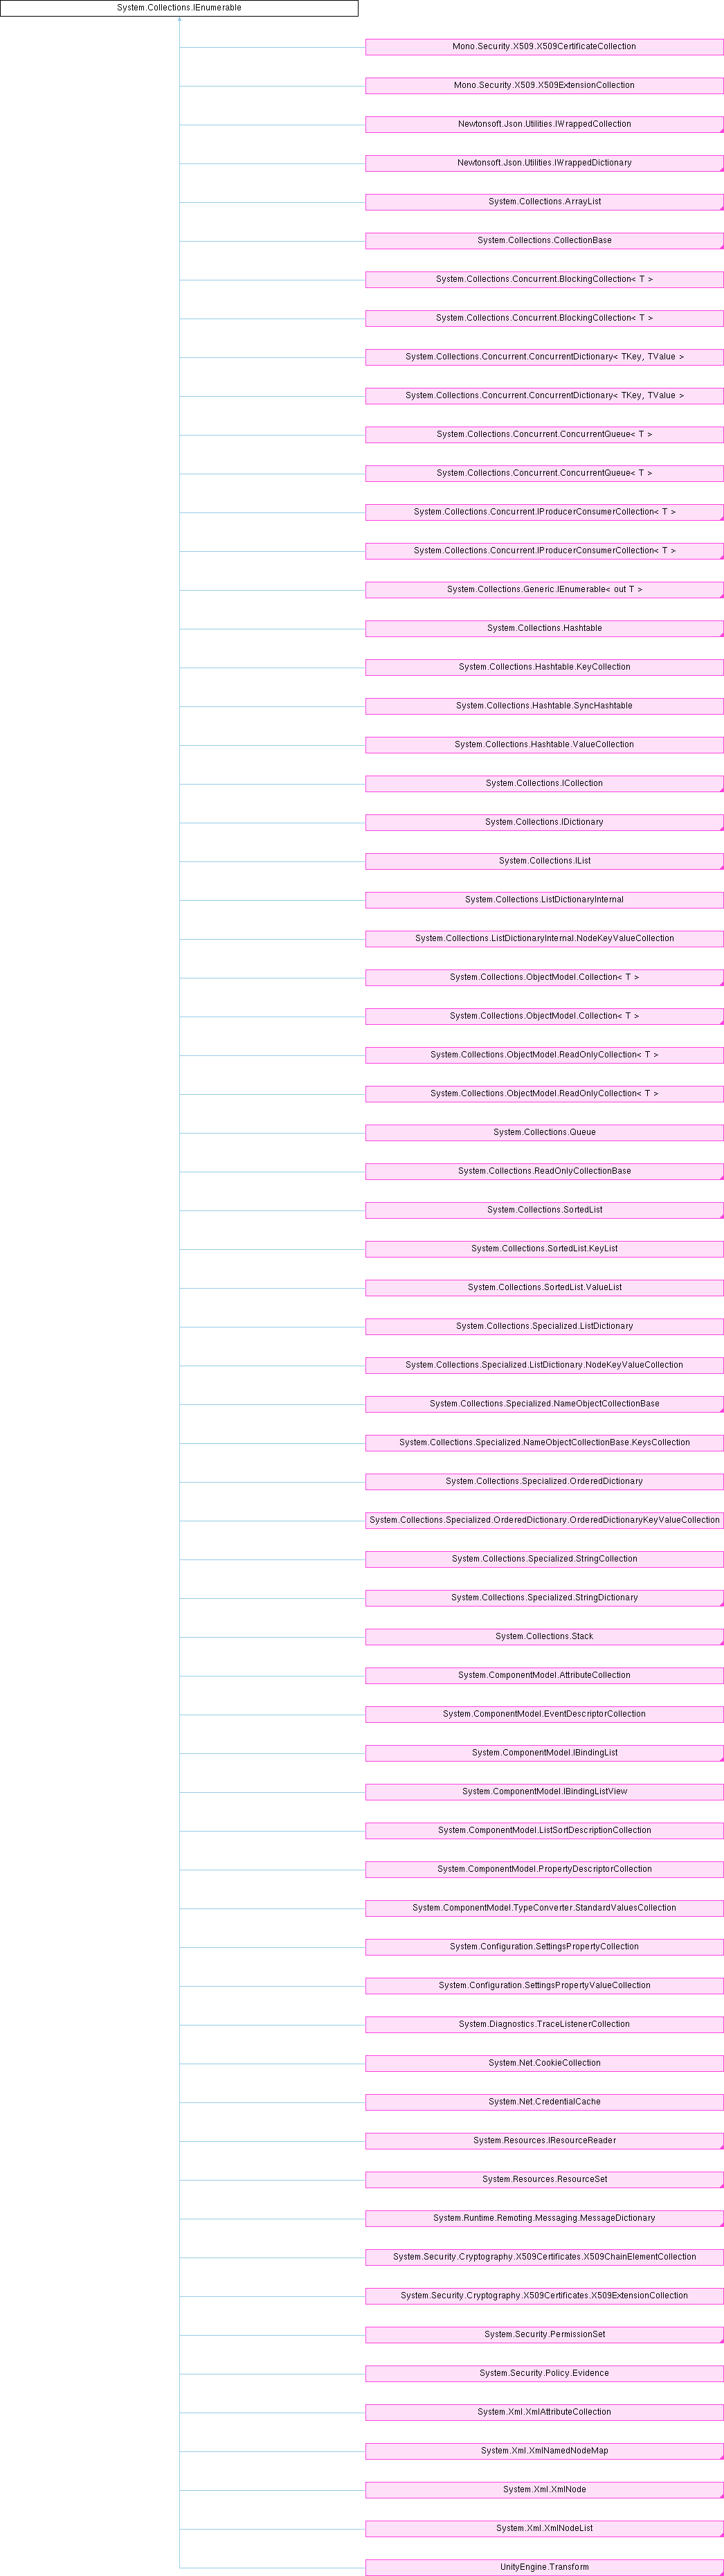 System.Collections.IEnumerable
Mono.Security.X509.X509CertificateCollection
Mono.Security.X509.X509ExtensionCollection
Newtonsoft.Json.Utilities.IWrappedCollection
Newtonsoft.Json.Utilities.IWrappedDictionary
System.Collections.ArrayList
System.Collections.CollectionBase
System.Collections.Concurrent.BlockingCollection< T >
System.Collections.Concurrent.BlockingCollection< T >
System.Collections.Concurrent.ConcurrentDictionary< TKey, TValue >
System.Collections.Concurrent.ConcurrentDictionary< TKey, TValue >
System.Collections.Concurrent.ConcurrentQueue< T >
System.Collections.Concurrent.ConcurrentQueue< T >
System.Collections.Concurrent.IProducerConsumerCollection< T >
System.Collections.Concurrent.IProducerConsumerCollection< T >
System.Collections.Generic.IEnumerable< out T >
System.Collections.Hashtable
System.Collections.Hashtable.KeyCollection
System.Collections.Hashtable.SyncHashtable
System.Collections.Hashtable.ValueCollection
System.Collections.ICollection
System.Collections.IDictionary
System.Collections.IList
System.Collections.ListDictionaryInternal
System.Collections.ListDictionaryInternal.NodeKeyValueCollection
System.Collections.ObjectModel.Collection< T >
System.Collections.ObjectModel.Collection< T >
System.Collections.ObjectModel.ReadOnlyCollection< T >
System.Collections.ObjectModel.ReadOnlyCollection< T >
System.Collections.Queue
System.Collections.ReadOnlyCollectionBase
System.Collections.SortedList
System.Collections.SortedList.KeyList
System.Collections.SortedList.ValueList
System.Collections.Specialized.ListDictionary
System.Collections.Specialized.ListDictionary.NodeKeyValueCollection
System.Collections.Specialized.NameObjectCollectionBase
System.Collections.Specialized.NameObjectCollectionBase.KeysCollection
System.Collections.Specialized.OrderedDictionary
System.Collections.Specialized.OrderedDictionary.OrderedDictionaryKeyValueCollection
System.Collections.Specialized.StringCollection
System.Collections.Specialized.StringDictionary
System.Collections.Stack
System.ComponentModel.AttributeCollection
System.ComponentModel.EventDescriptorCollection
System.ComponentModel.IBindingList
System.ComponentModel.IBindingListView
System.ComponentModel.ListSortDescriptionCollection
System.ComponentModel.PropertyDescriptorCollection
System.ComponentModel.TypeConverter.StandardValuesCollection
System.Configuration.SettingsPropertyCollection
System.Configuration.SettingsPropertyValueCollection
System.Diagnostics.TraceListenerCollection
System.Net.CookieCollection
System.Net.CredentialCache
System.Resources.IResourceReader
System.Resources.ResourceSet
System.Runtime.Remoting.Messaging.MessageDictionary
System.Security.Cryptography.X509Certificates.X509ChainElementCollection
System.Security.Cryptography.X509Certificates.X509ExtensionCollection
System.Security.PermissionSet
System.Security.Policy.Evidence
System.Xml.XmlAttributeCollection
System.Xml.XmlNamedNodeMap
System.Xml.XmlNode
System.Xml.XmlNodeList
UnityEngine.Transform